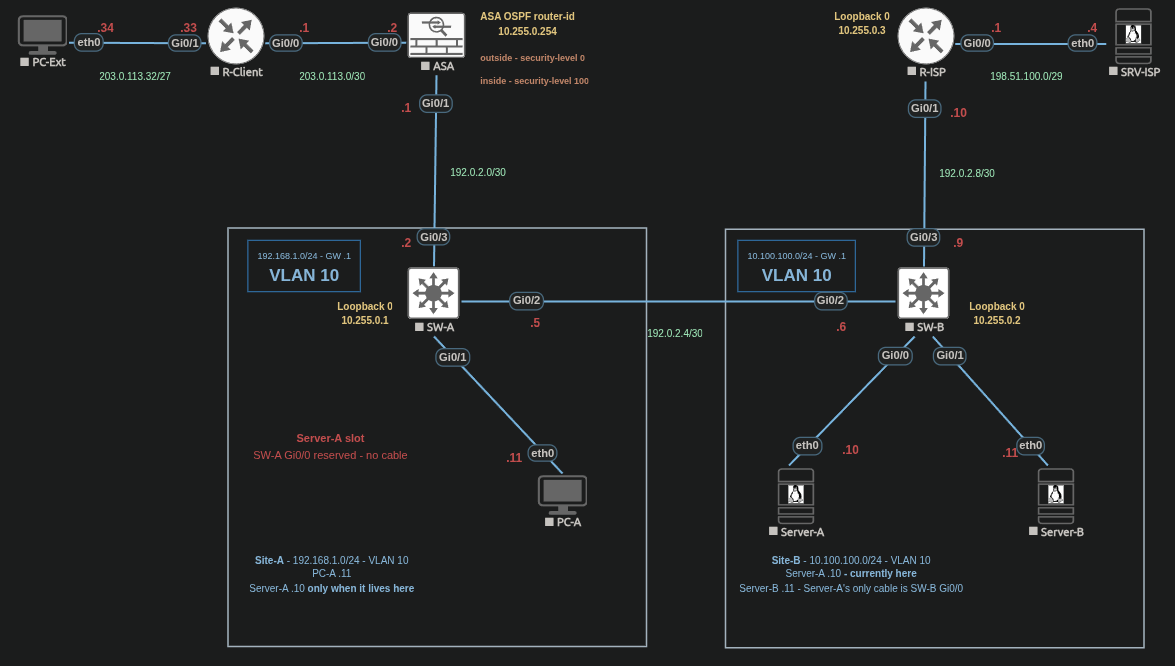 .34
eth0
PC-Ext
203.0.113.32/27
.33
Gi0/1
R-Client
.1
Gi0/0
203.0.113.0/30
.2
Gi0/0
ASA
ASA OSPF router-id
10.255.0.254
outside - security-level 0
inside - security-level 100
Gi0/1
.1
192.0.2.0/30
Loopback 0
10.255.0.3
R-ISP
.1
Gi0/0
198.51.100.0/29
.4
eth0
SRV-ISP
Gi0/1
.10
192.0.2.8/30
.2
Gi0/3
192.168.1.0/24 - GW .1
VLAN 10
Loopback 0
10.255.0.1
SW-A
Gi0/2
.5
192.0.2.4/30
Gi0/1
Server-A slot
SW-A Gi0/0 reserved - no cable
.11
eth0
PC-A
Site-A - 192.168.1.0/24 - VLAN 10
PC-A .11
Server-A .10 only when it lives here
Gi0/3
.9
10.100.100.0/24 - GW .1
VLAN 10
Gi0/2
.6
SW-B
Loopback 0
10.255.0.2
Gi0/0
Gi0/1
eth0
.10
.11
eth0
Server-A
Server-B
Site-B - 10.100.100.0/24 - VLAN 10
Server-A .10 - currently here
Server-B .11 - Server-A's only cable is SW-B Gi0/0